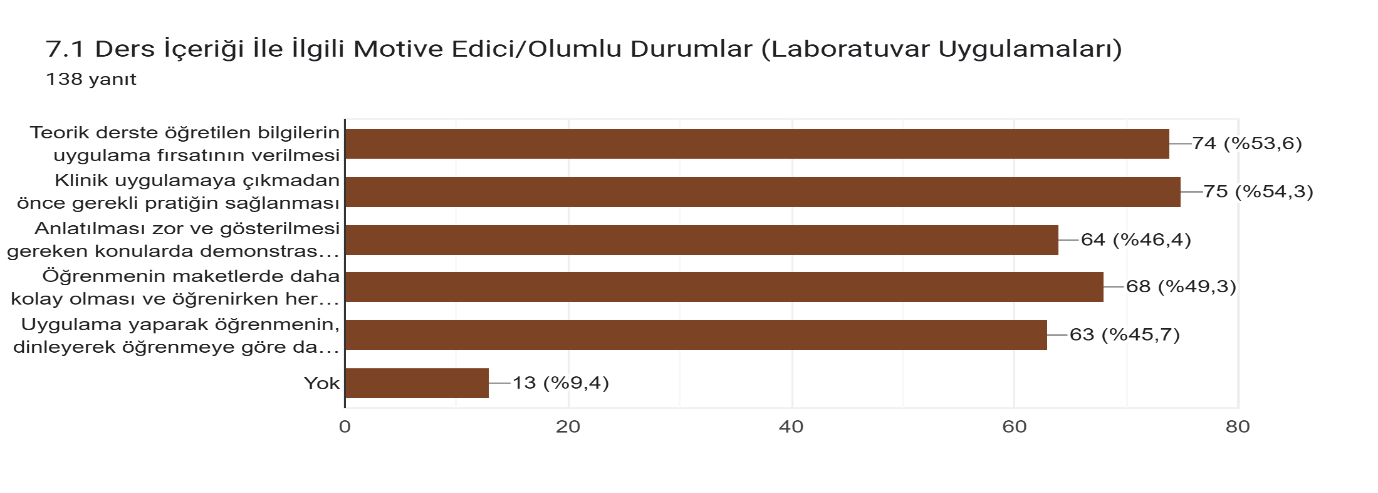 7.1 Ders İçeriği İle İlgili Motive Edici/Olumlu Durumlar (Laboratuvar Uygulamaları)
138 yanıt
Teorik derste öğretilen bilgilerin
uygulama fırsatının verilmesi
74 (%53,6)
Klinik uygulamaya çıkmadan
önce gerekli pratiğin sağlanması
75 (%54,3)
Anlatılması zor ve gösterilmesi
gereken konularda demonstras…
64 (%46,4)
Öğrenmenin maketlerde daha
kolay olması ve öğrenirken her…
68 (%49,3)
Uygulama yaparak öğrenmenin,
dinleyerek öğrenmeye göre da…
63 (%45,7)
Yok
13 (%9,4)
0 20 40 60 80